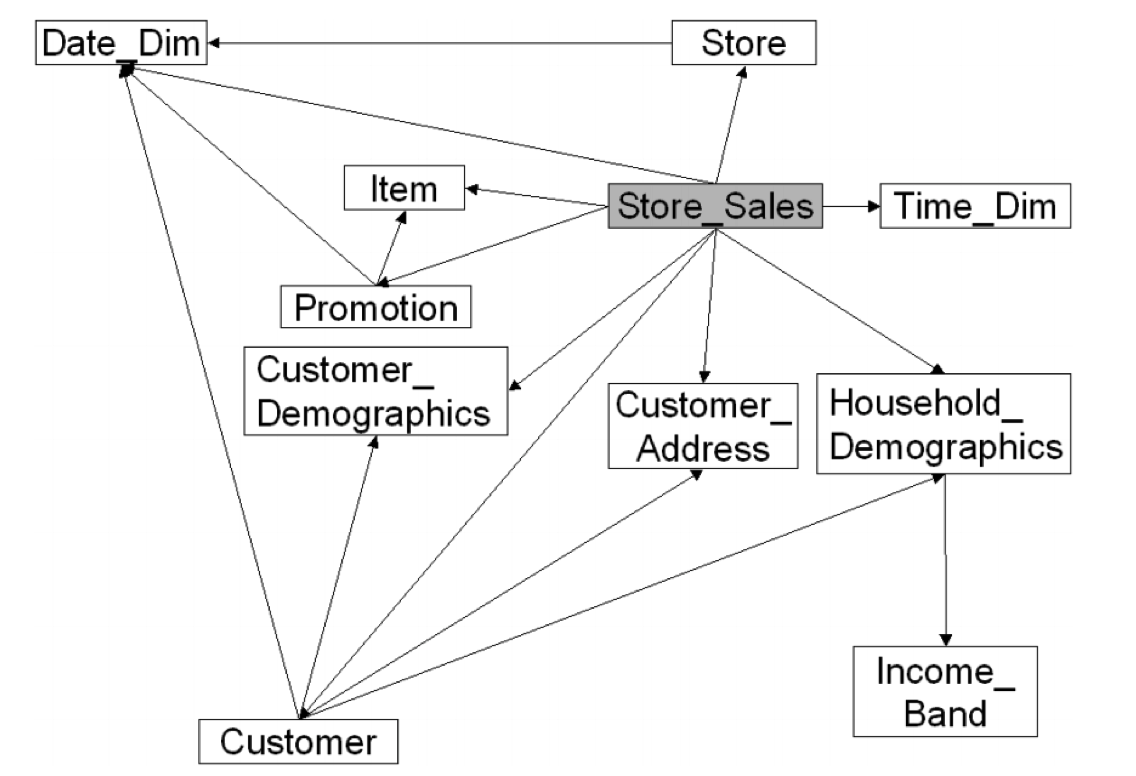 Date_Dim
Store
Item
Store_Sales
Time_Dim
Promotion
Customer_
Demographics
Customer_
Address
Household_
Demographics
Income_
Band
Customer